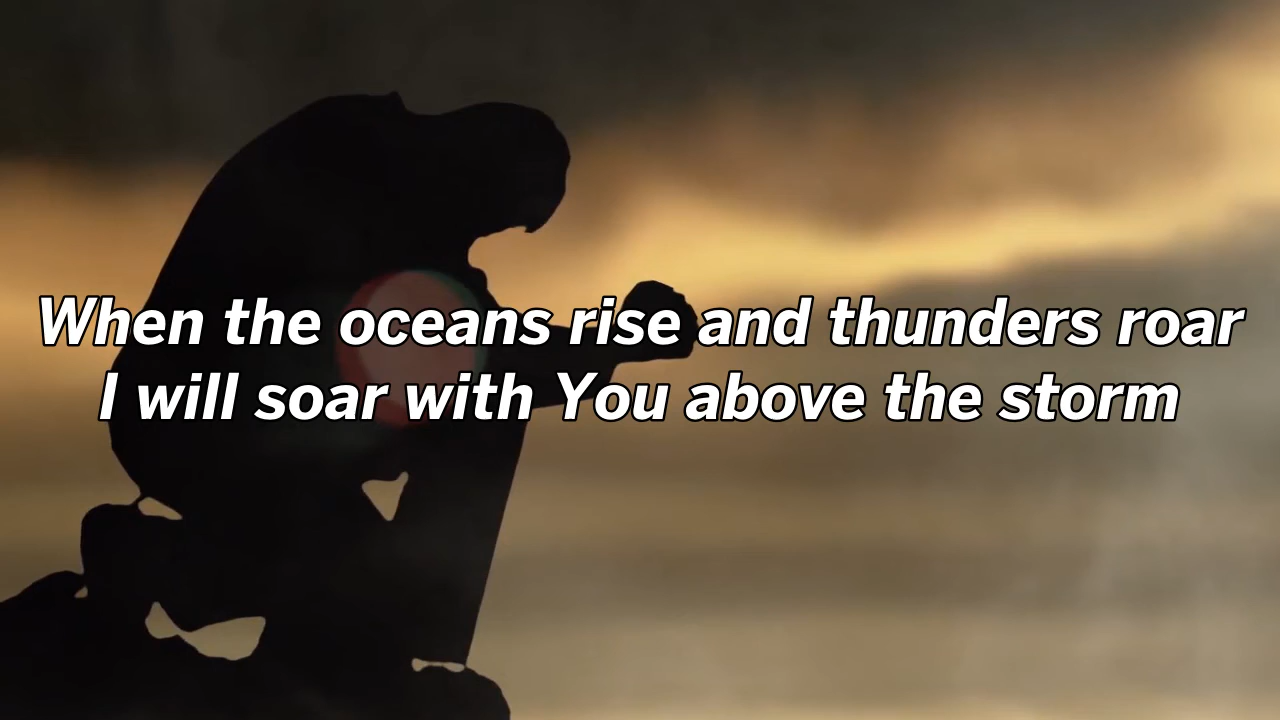 When the oceans rise and thunders roar
I will soar with You above the storm